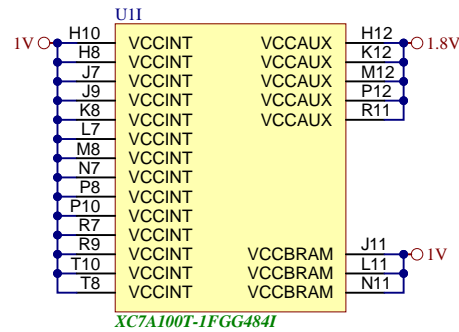 U1I
1V H10 VCCINT VCCAUX H12 1.8V
H8 VCCINT VCCAUX K12
J7 VCCINT VCCAUX M12
J9 VCCINT VCCAUX P12
K8 VCCINT VCCAUX R11
L7 VCCINT
M8 VCCINT
N7 VCCINT
P8 VCCINT
P10 VCCINT
R7 VCCINT
R9 VCCINT VCCBRAM J11 1V
T10 VCCINT VCCBRAM L11
T8 VCCINT VCCBRAM N11
XC7A100T-1FGG484I